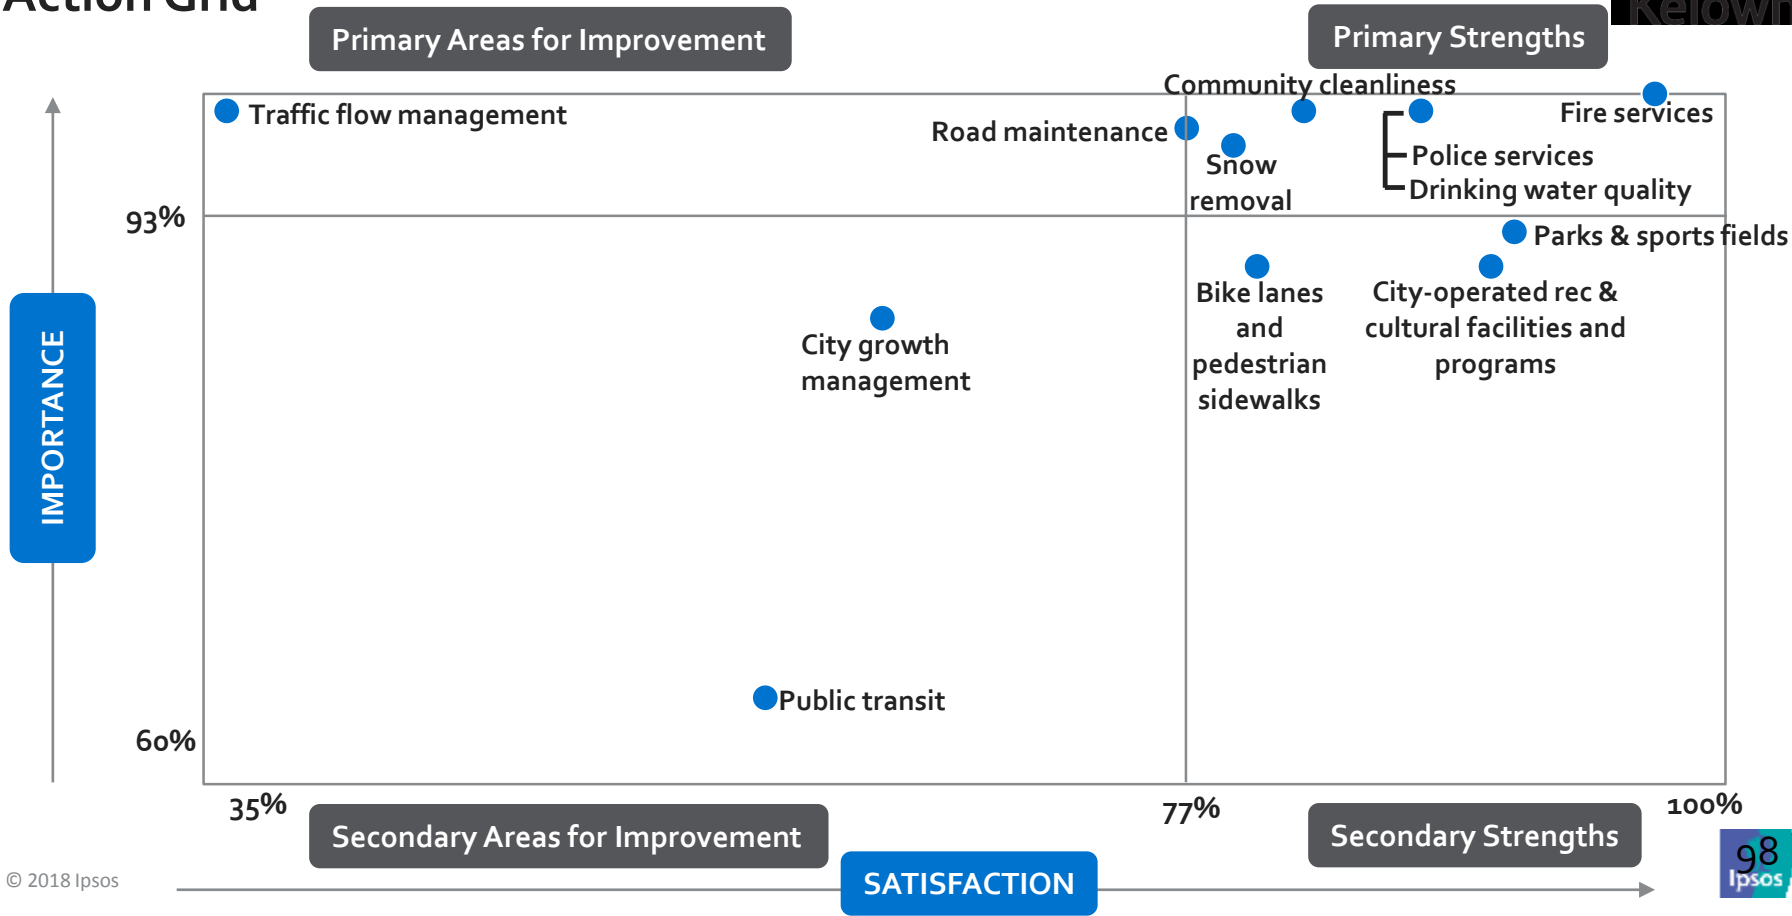 Action Grid
Kelown
Primary Areas for Improvement
Primary Strengths
Community cleanliness
Traffic flow management
Fire services
Road maintenance
Snow
removal
Police services
Drinking water quality
93%
Parks & sports fields
Bike lanes
and
pedestrian
sidewalks
City-operated rec &
cultural facilities and
programs
City growth
management
IMPORTANCE
Public transit
60%
35%
77%
100%
Secondary Areas for Improvement
Secondary Strengths
98
Ipsos
© 2018 Ipsos
SATISFACTION